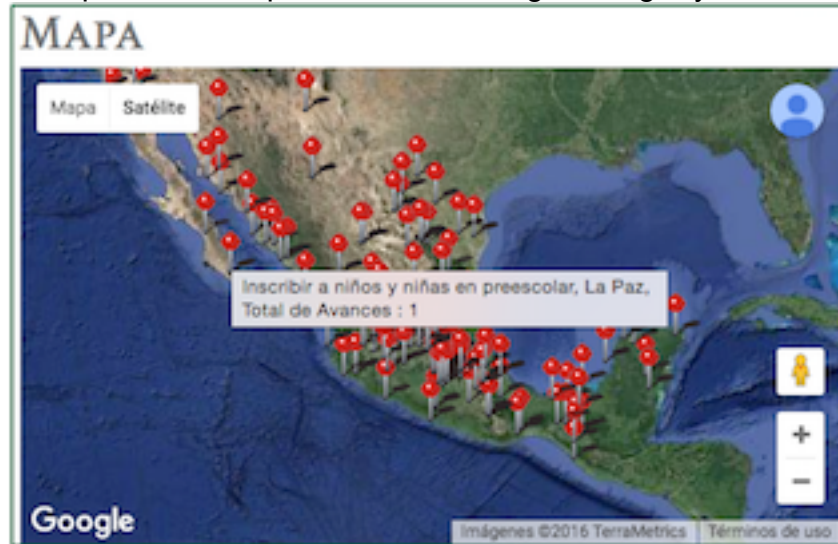 MAPA
Mapa Satélite
Inscribir a niños y niñas en preescolar, La Paz,
Total de Avances : 1
+
−
Google
Imágenes ©2016 TerraMetrics Términos de uso